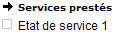 Services prestés
Etat de service 1